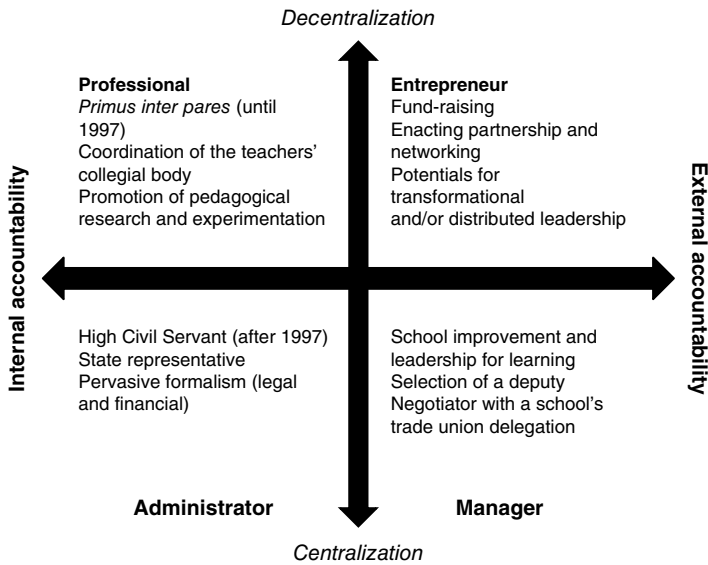 Decentralization
Professional
Primus inter pares (until
1997)
Coordination of the teachers'
collegial body
Promotion of pedagogical
research and experimentation
Entrepreneur
Fund-raising
Enacting partnership and
networking
Potentials for
transformational
and/or distributed leadership
Internal accountability
External accountability
High Civil Servant (after 1997)
State representative
Pervasive formalism (legal
and financial)
School improvement and
leadership for learning
Selection of a deputy
Negotiator with a school's
trade union delegation
Administrator
Manager
Centralization